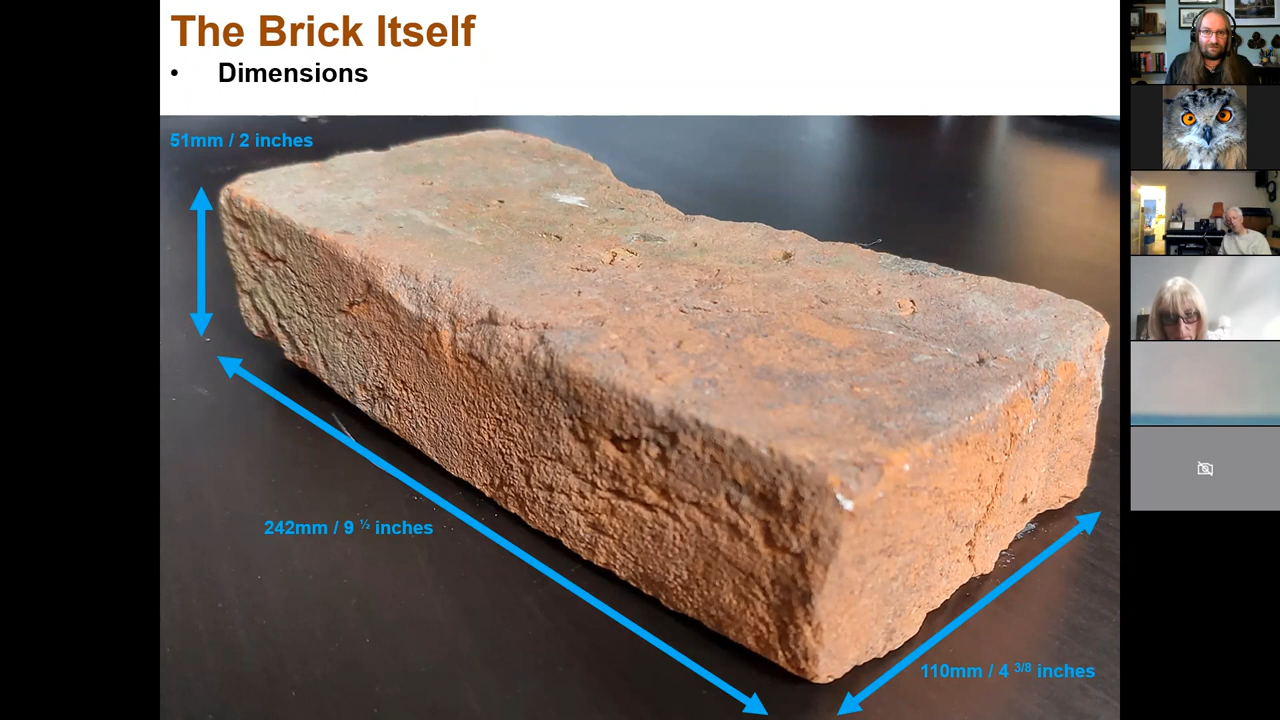 The Brick Itself
• Dimensions
51mm / 2 inches
242mm / 9 ½ inches
110mm / 4 3/8 inches